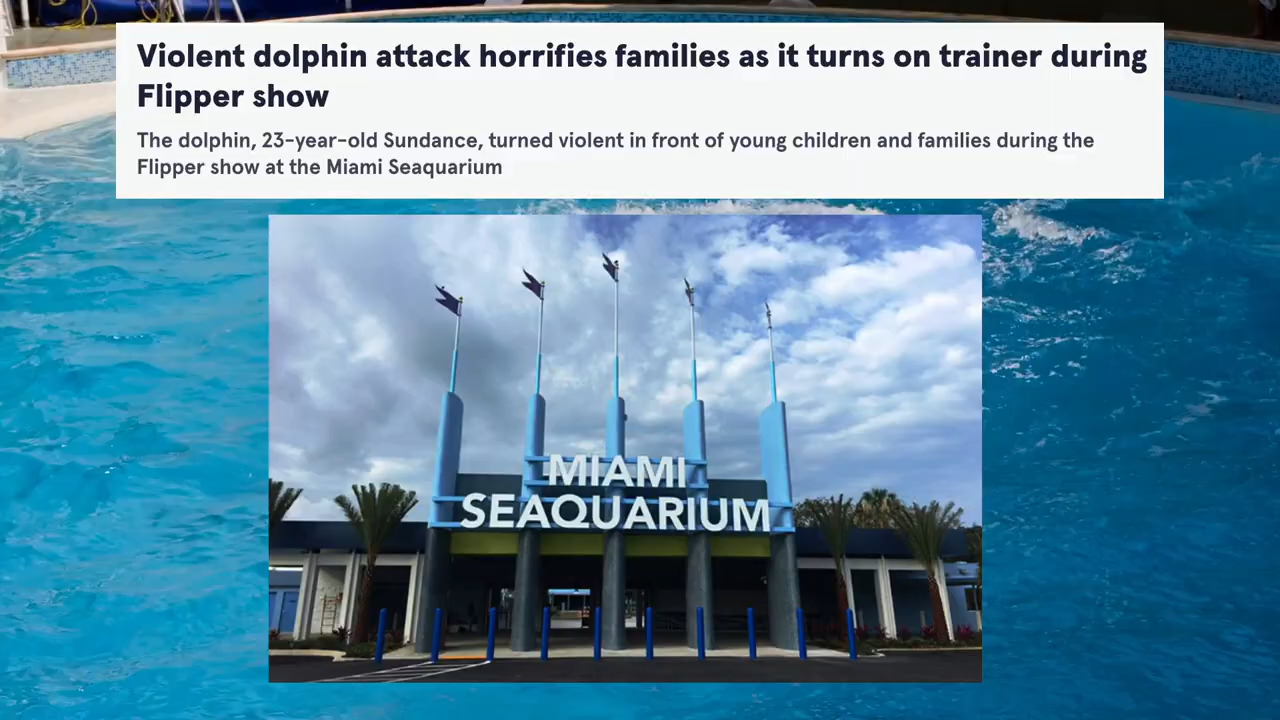 Violent dolphin attack horrifies families as it turns on trainer during
Flipper show
The dolphin, 23-year-old Sundance, turned violent in front of young children and families during the
Flipper show at the Miami Seaquarium
MIAMI
SEAQUARIUM